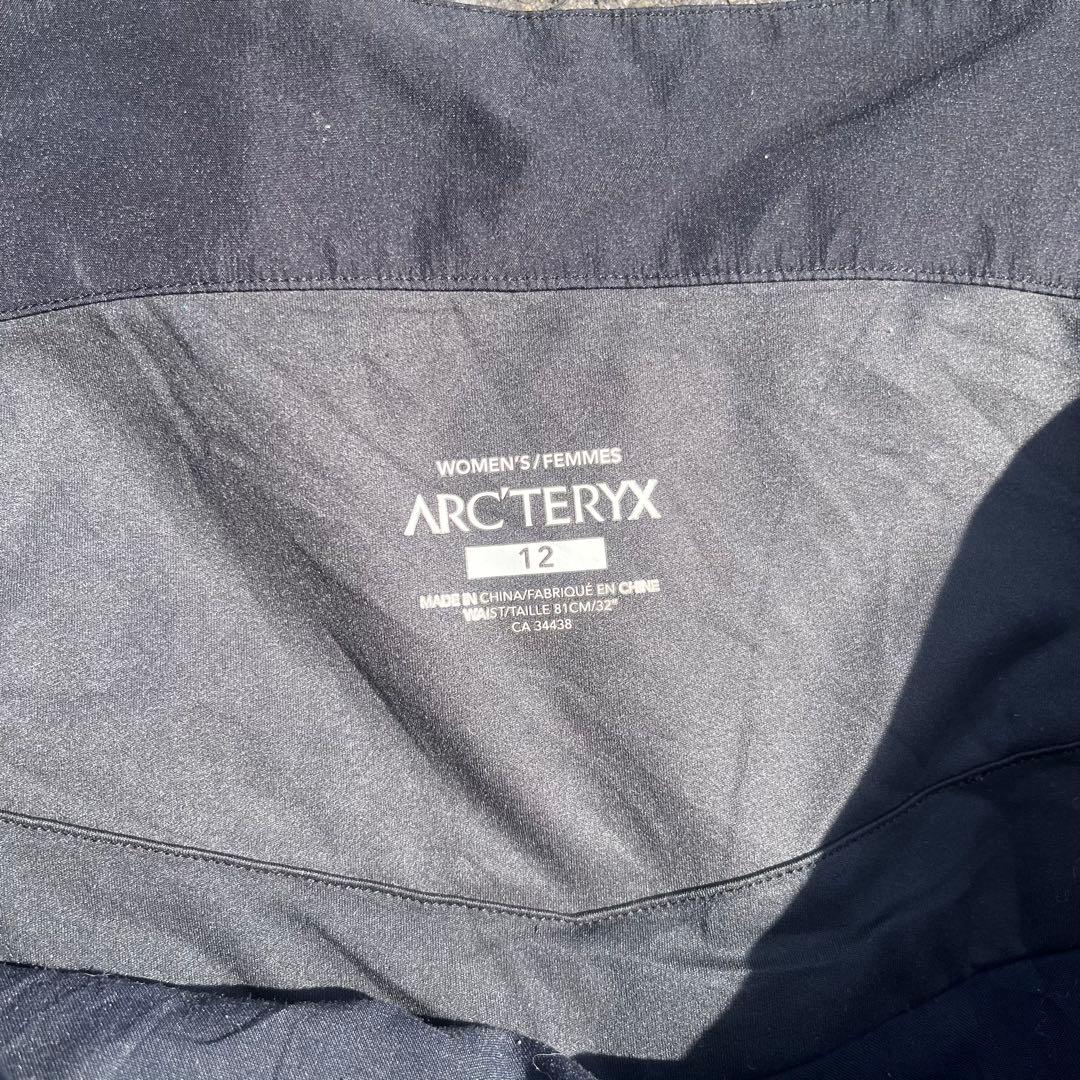 WOMEN'S/FEMMES
ARC'TERYX
12
MADE IN CHINA/FABRIQUÉ EN CHINE
WAIST/TAILLE 81CM/32"
CA 34438